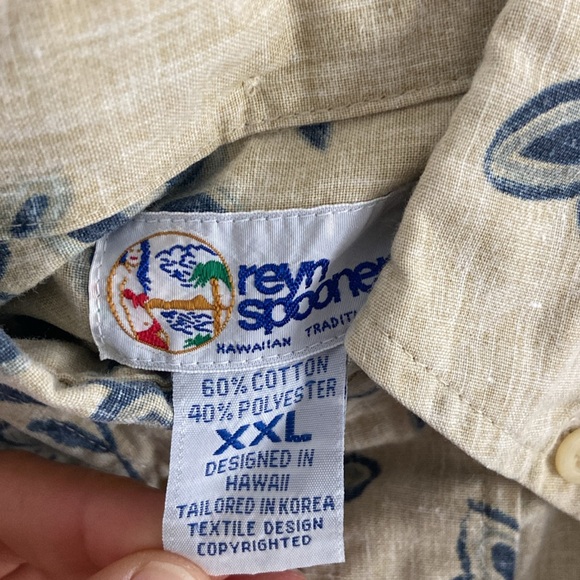 reyn
spooner
HAWAIIAN
60% COTTON
40% POLYESTER
XXL
DESIGNED IN
HAWAII
TAILORED IN KOREA
TEXTILE DESIGN
COPYRIGHTED